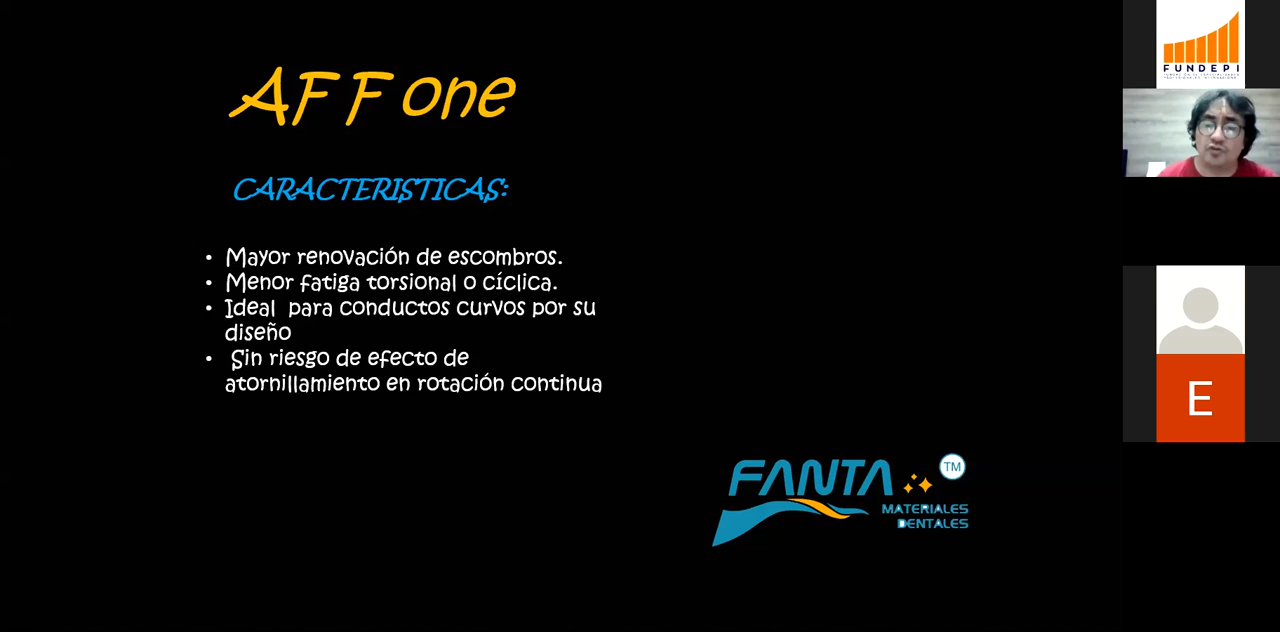 AF F one
CARACTERISTICAS:
• Mayor renovación de escombros.
• Menor fatiga torsional o cíclica.
• Ideal para conductos curvos por su
diseño
• Sin riesgo de efecto de
atornillamiento en rotación continua
FANTA TM
MATERIALES
DENTALES
FUNDEPI
E